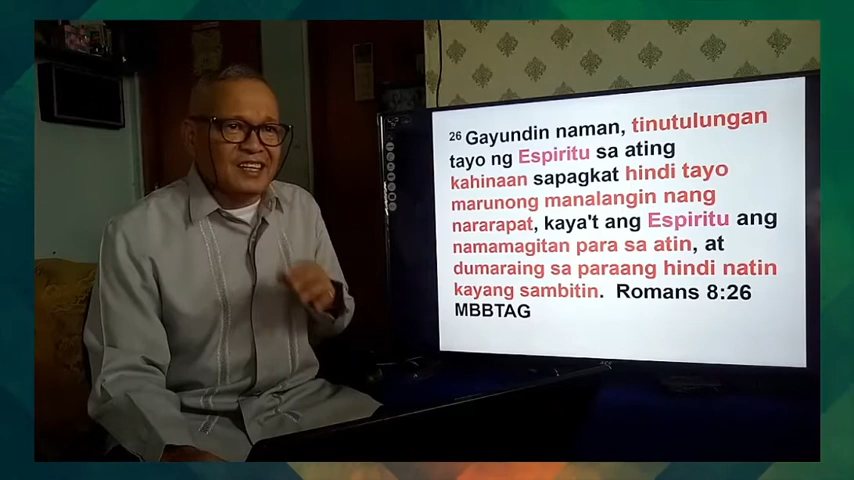 26 Gayundin naman, tinutulungan
tayo ng Espiritu sa ating
kahinaan sapagkat hindi tayo
marunong manalangin nang
nararapat, kaya't ang Espiritu ang
namamagitan para sa atin, at
dumaraing sa paraang hindi natin
kayang sambitin. Romans 8:26
MBBTAG